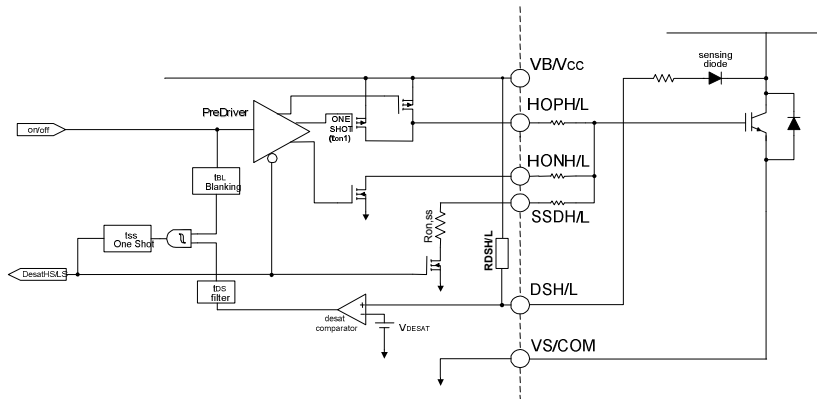 VB/Vcc
sensing
diode
HOPH/L
PreDriver
ONE
SHOT
(ton1)
on/off
tBL
Blanking
HONH/L
SSDH/L
Ron,ss
tss
One Shot
RDSH/L
DesatHS/LS
tDS
filter
DSH/L
desat
comparator
VDESAT
VS/COM